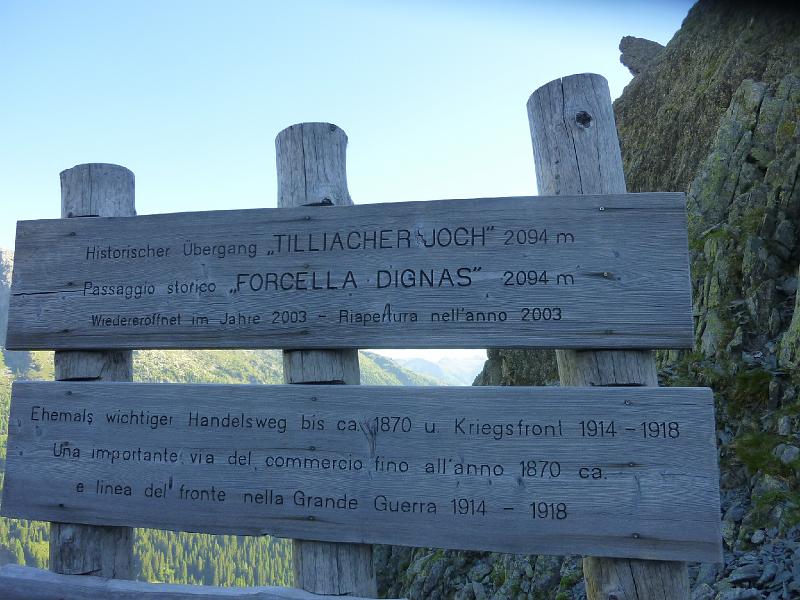 Historischer Übergang „TILLIACHER JOCH" 2094 m
Passaggio storico „FORCELLA DIGNAS" 2094 m
Wiedereröffnet im Jahre 2003 - Riapertura nell'anno 2003
Ehemals wichtiger Handelsweg bis ca. 1870 u. Kriegsfront 1914 - 1918
Una importante via del commercio fino all'anno 1870 ca.
e linea del fronte nella Grande Guerra 1914 - 1918